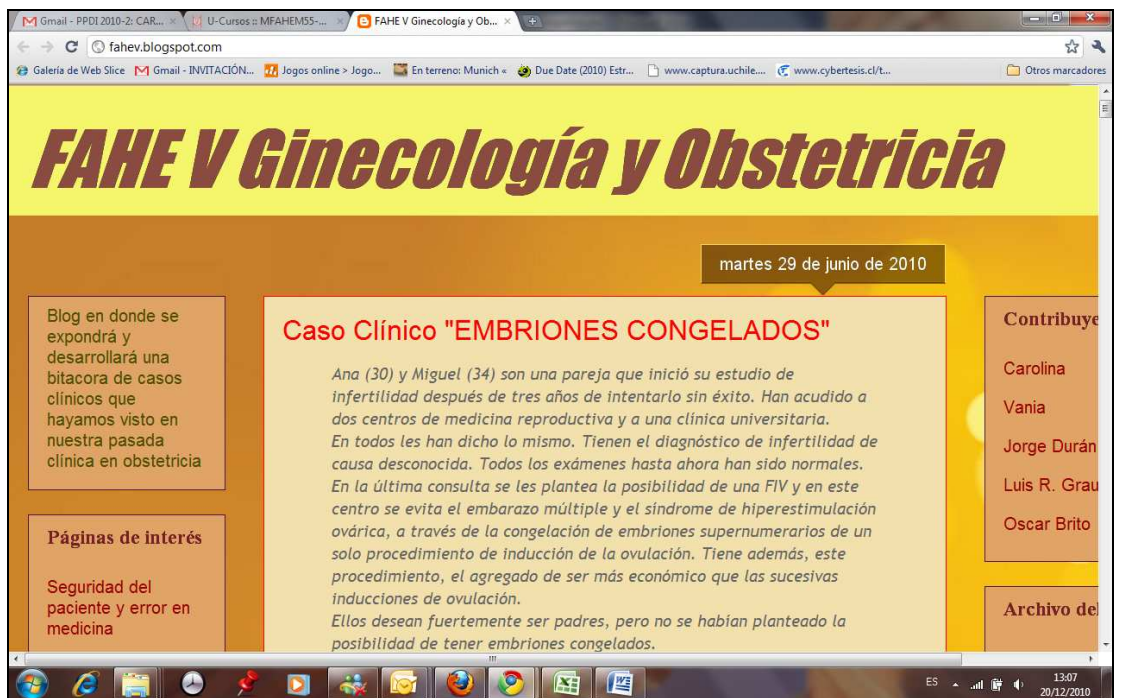 Gmail - PPDI 2010-2: CAR...
U-Cursos :: MFAHEM55-...
FAHE V Ginecología y Ob...
fahev.blogspot.com
Galería de Web Slice
Gmail - INVITACIÓN...
Jogos online > Jogo...
En terreno: Munich «
Due Date (2010) Estr...
www.captura.uchile....
www.cybertesis.cl/t...
Otros marcadores
FAHE V Ginecología y Obstetricia
martes 29 de junio de 2010
Blog en donde se
expondrá y
desarrollará una
bitacora de casos
clínicos que
hayamos visto en
nuestra pasada
clínica en obstetricia
Páginas de interés
Seguridad del
paciente y error en
medicina
Caso Clínico "EMBRIONES CONGELADOS"
Ana (30) y Miguel (34) son una pareja que inició su estudio de
infertilidad después de tres años de intentarlo sin éxito. Han acudido a
dos centros de medicina reproductiva y a una clínica universitaria.
En todos les han dicho lo mismo. Tienen el diagnóstico de infertilidad de
causa desconocida. Todos los exámenes hasta ahora han sido normales.
En la última consulta se les plantea la posibilidad de una FIV y en este
centro se evita el embarazo múltiple y el síndrome de hiperestimulación
ovárica, a través de la congelación de embriones supernumerarios de un
solo procedimiento de inducción de la ovulación. Tiene además, este
procedimiento, el agregado de ser más económico que las sucesivas
inducciones de ovulación.
Ellos desean fuertemente ser padres, pero no se habian planteado la
posibilidad de tener embriones congelados.
Contribuye
Carolina
Vania
Jorge Durán
Luis R. Grau
Oscar Brito
Archivo del
ES
13:07
20/12/2010